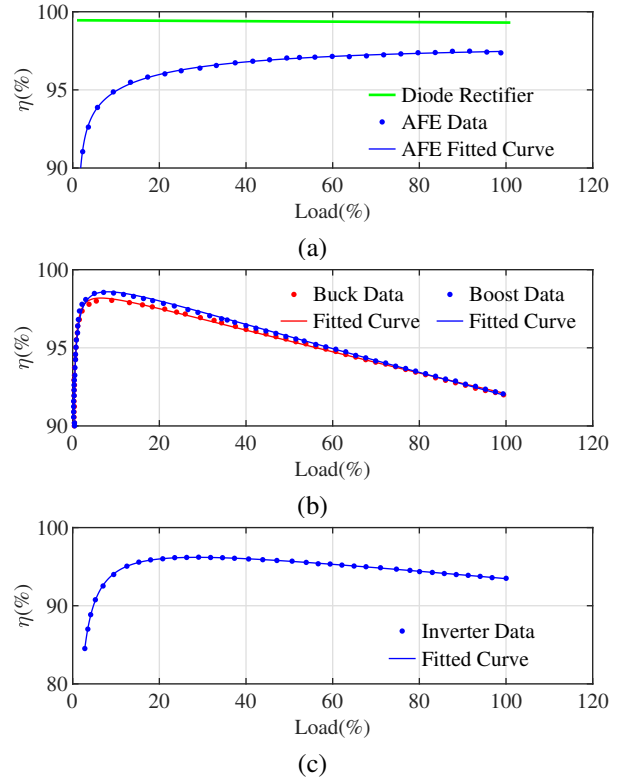 100
95
90
η(%)
Diode Rectifier
AFE Data
AFE Fitted Curve
0 20 40 60 80 100 120
Load(%)
(a)
100
95
90
η(%)
Buck Data Boost Data
Fitted Curve Fitted Curve
0 20 40 60 80 100 120
Load(%)
(b)
100
90
80
η(%)
Inverter Data
Fitted Curve
0 20 40 60 80 100 120
Load(%)
(c)